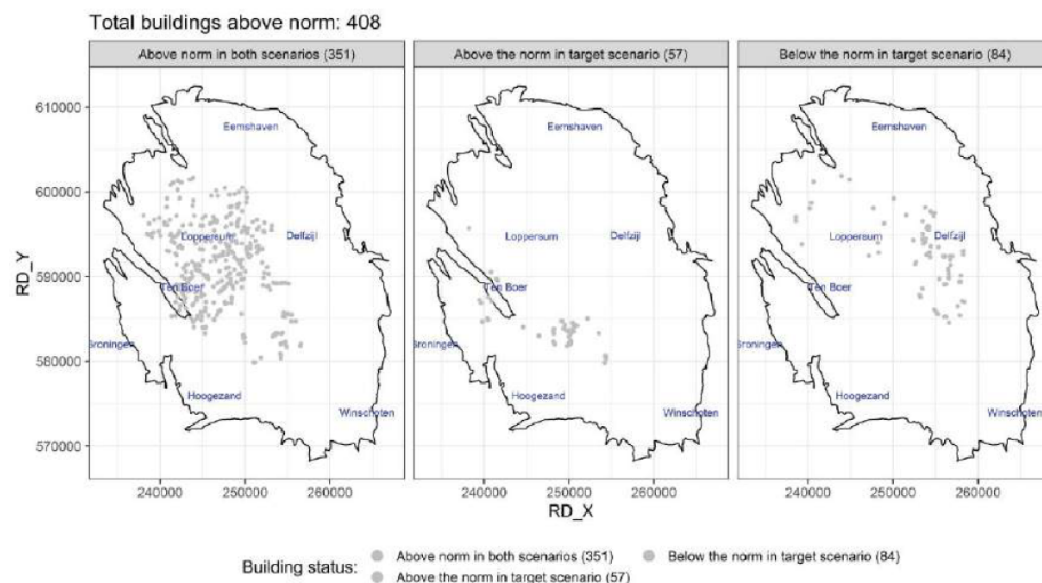 Total buildings above norm: 408
Above norm in both scenarios (351)
Above the norm in target scenario (57)
Below the norm in target scenario (84)
610000
600000
590000
580000
570000
RD_Y
Eemshaven
Loppersum
Delfzijl
Ten Boer
Groningen
Hoogezand
Winschoten
Eemshaven
Loppersum
Delfzijl
Ten Boer
Groningen
Hoogezand
Winschoten
Eemshaven
Loppersum
Delfzijl
Ten Boer
Groningen
Hoogezand
Winschoten
240000 250000 260000
240000 250000 260000
240000 250000 260000
RD_X
Building status:
Above norm in both scenarios (351)
Below the norm in target scenario (84)
Above the norm in target scenario (57)